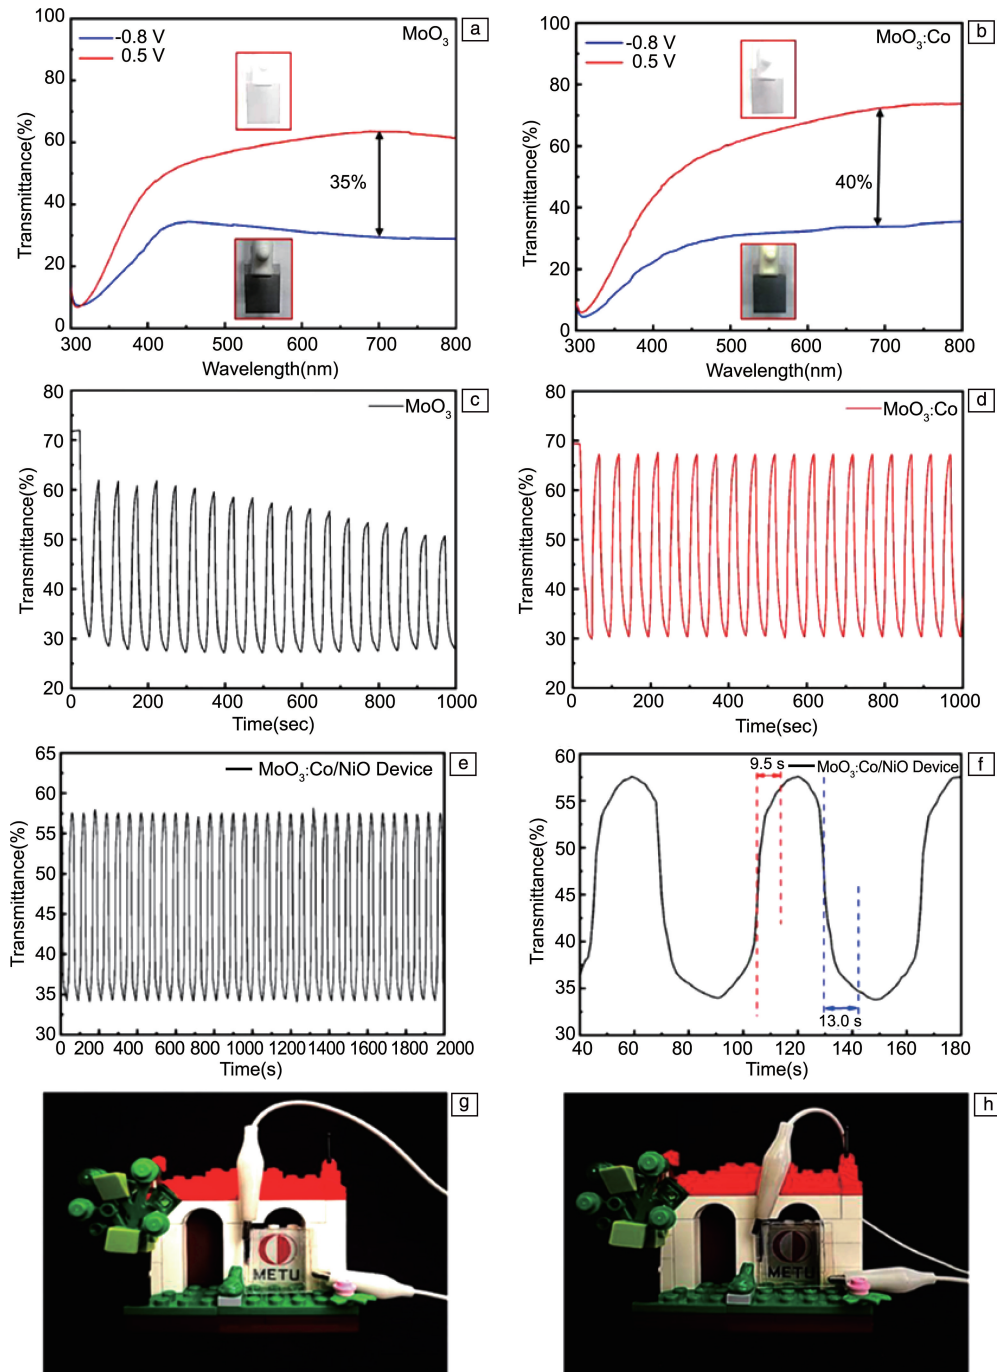 100
80
60
40
20
0
Transmittance(%)
-0.8 V
0.5 V
MoO₃
a
35%
300 400 500 600 700 800
Wavelength(nm)
100
80
60
40
20
0
Transmittance(%)
-0.8 V
0.5 V
MoO₃:Co
b
40%
300 400 500 600 700 800
Wavelength(nm)
80
70
60
50
40
30
20
Transmittance(%)
MoO₃
c
0 200 400 600 800 1000
Time(sec)
80
70
60
50
40
30
20
Transmittance(%)
MoO₃:Co
d
0 200 400 600 800 1000
Time(sec)
65
60
55
50
45
40
35
30
Transmittance(%)
MoO₃:Co/NiO Device
e
0 200 400 600 800 1000 1200 1400 1600 1800 2000
Time(s)
60
55
50
45
40
35
30
Transmittance(%)
9.5 s
MoO₃:Co/NiO Device
f
13.0 s
40 60 80 100 120 140 160 180
Time(s)
g
METU
h
METU